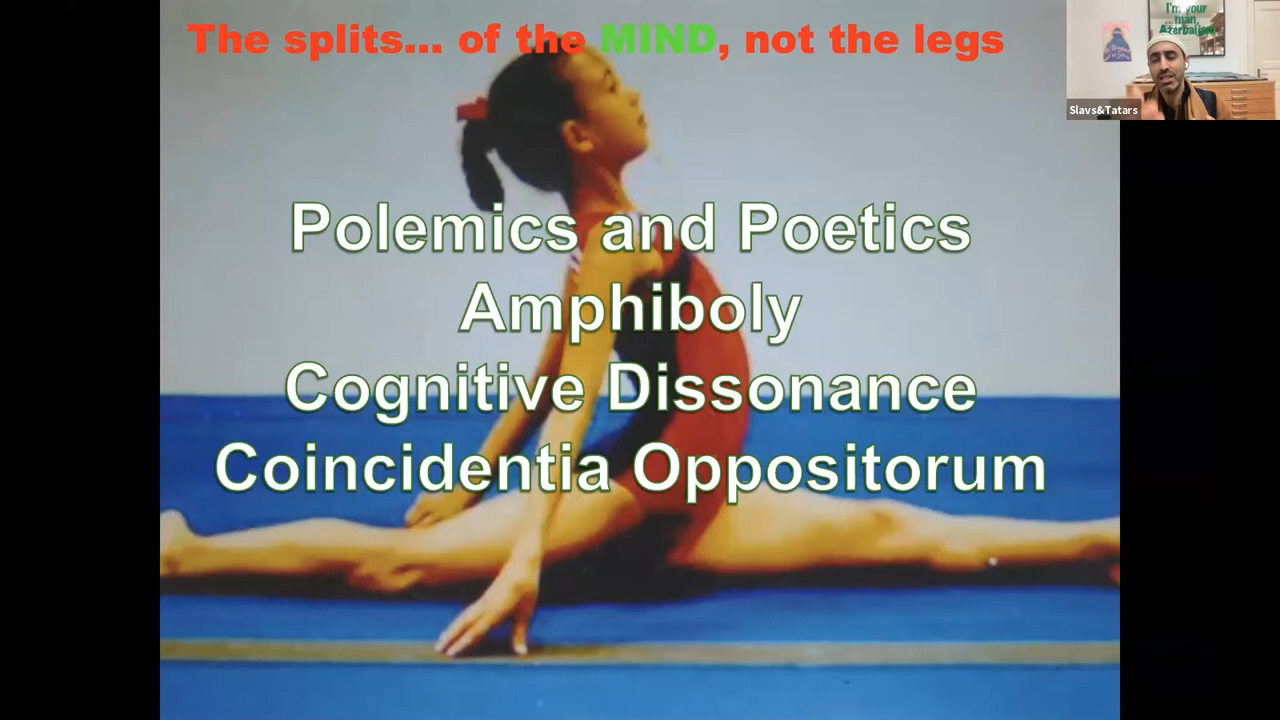 The splits... of the MIND, not the legs
Polemics and Poetics
Amphiboly
Cognitive Dissonance
Coincidentia Oppositorum
I'm your
man,
Azerbaijan
Slavs&Tatars